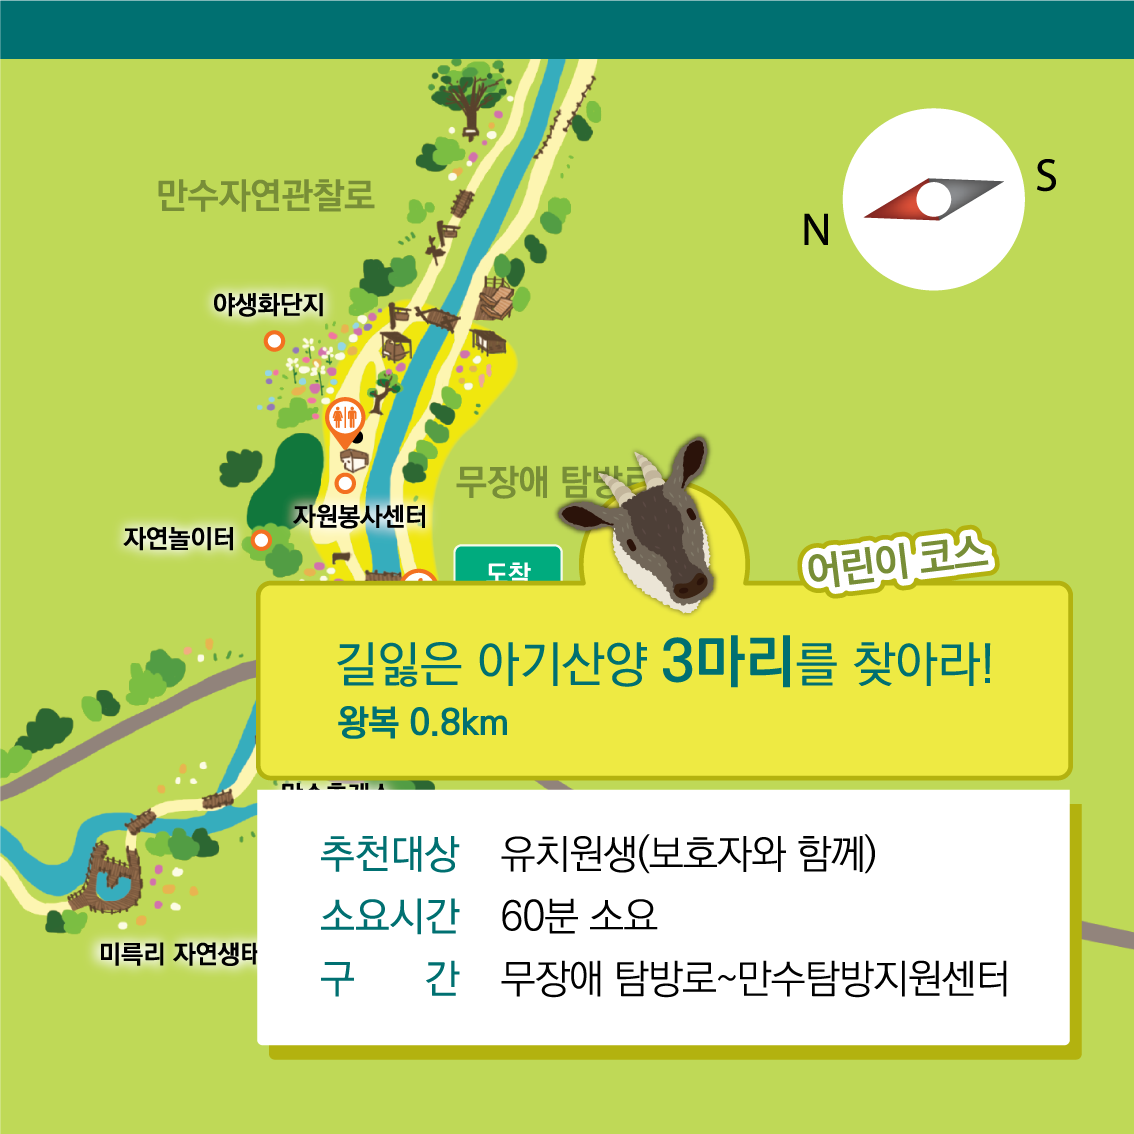 만수자연관찰로
N
S
야생화단지
무장애 탐방로
자원봉사센터
자연놀이터
도착
어린이 코스
길잃은 아기산양 3마리를 찾아라!
왕복 0.8km
추천대상 유치원생(보호자와 함께)
소요시간 60분 소요
구 간 무장애 탐방로~만수탐방지원센터
미륵리 자연생태